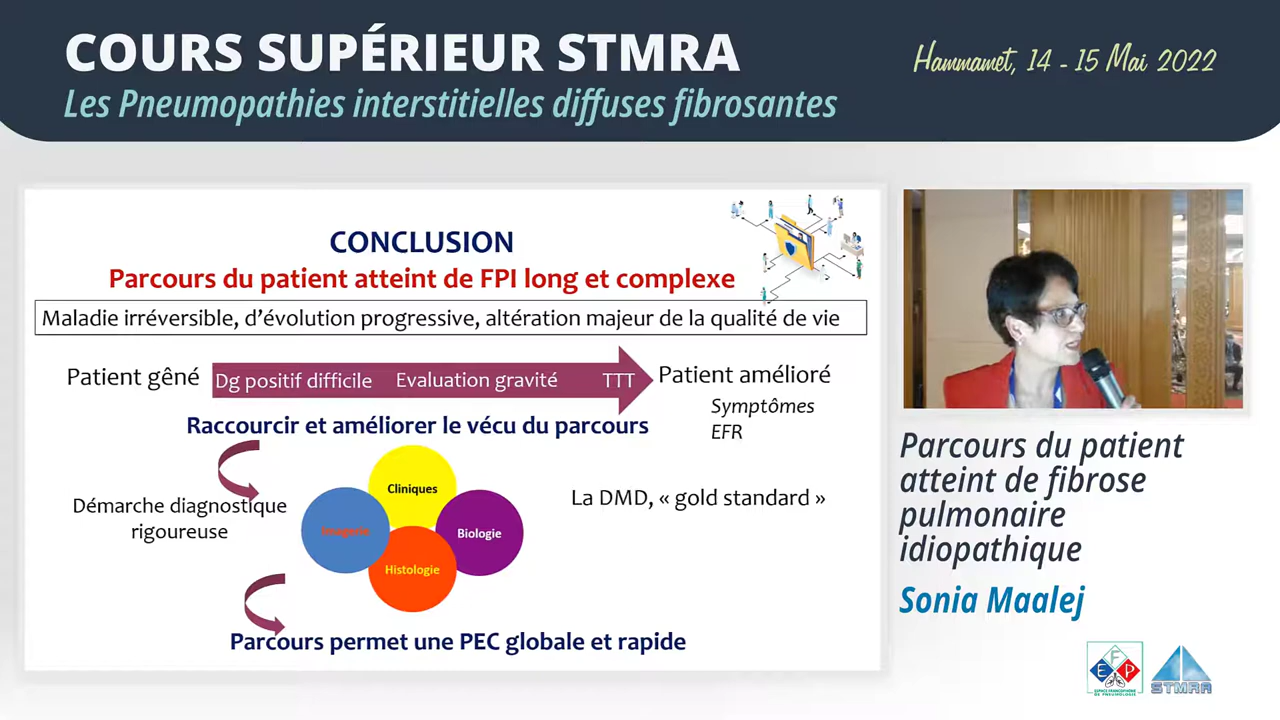 COURS SUPÉRIEUR STMRA
Les Pneumopathies interstitielles diffuses fibrosantes
Hammamet, 14 - 15 Mai 2022
CONCLUSION
Parcours du patient atteint de FPI long et complexe
Maladie irréversible, d'évolution progressive, altération majeur de la qualité de vie
Patient gêné
Dg positif difficile
Evaluation gravité
TTT
Patient amélioré
Symptômes
EFR
Raccourcir et améliorer le vécu du parcours
Démarche diagnostique
rigoureuse
Cliniques
Imagerie
Biologie
Histologie
La DMD, « gold standard »
Parcours permet une PEC globale et rapide
Parcours du patient
atteint de fibrose
pulmonaire
idiopathique
Sonia Maalej
E F P
ESPACE FRANCOPHONE
DE PNEUMOLOGIE
STMRA